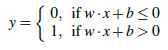 y = { 0, if w · x + b ≤ 0
1, if w · x + b > 0